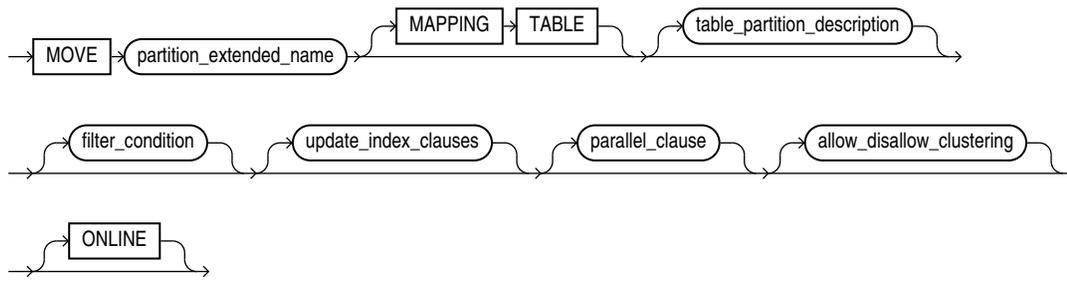 MOVE partition_extended_name MAPPING TABLE table_partition_description
filter_condition update_index_clauses parallel_clause allow_disallow_clustering
ONLINE